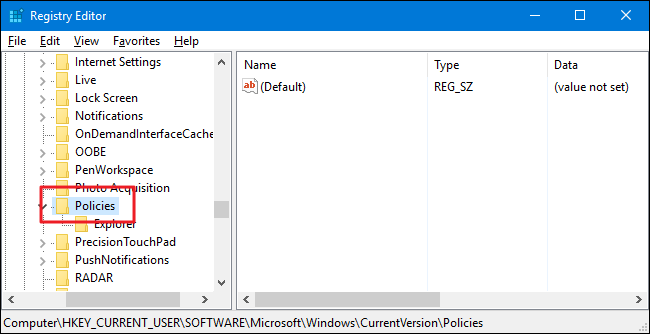 Registry Editor
File Edit View Favorites Help
Internet Settings
Live
Lock Screen
Notifications
OnDemandInterfaceCache
OOBE
PenWorkspace
Photo Acquisition
Policies
Explorer
PrecisionTouchPad
PushNotifications
RADAR
Name Type Data
ab (Default) REG_SZ (value not set)
Computer\HKEY_CURRENT_USER\SOFTWARE\Microsoft\Windows\CurrentVersion\Policies